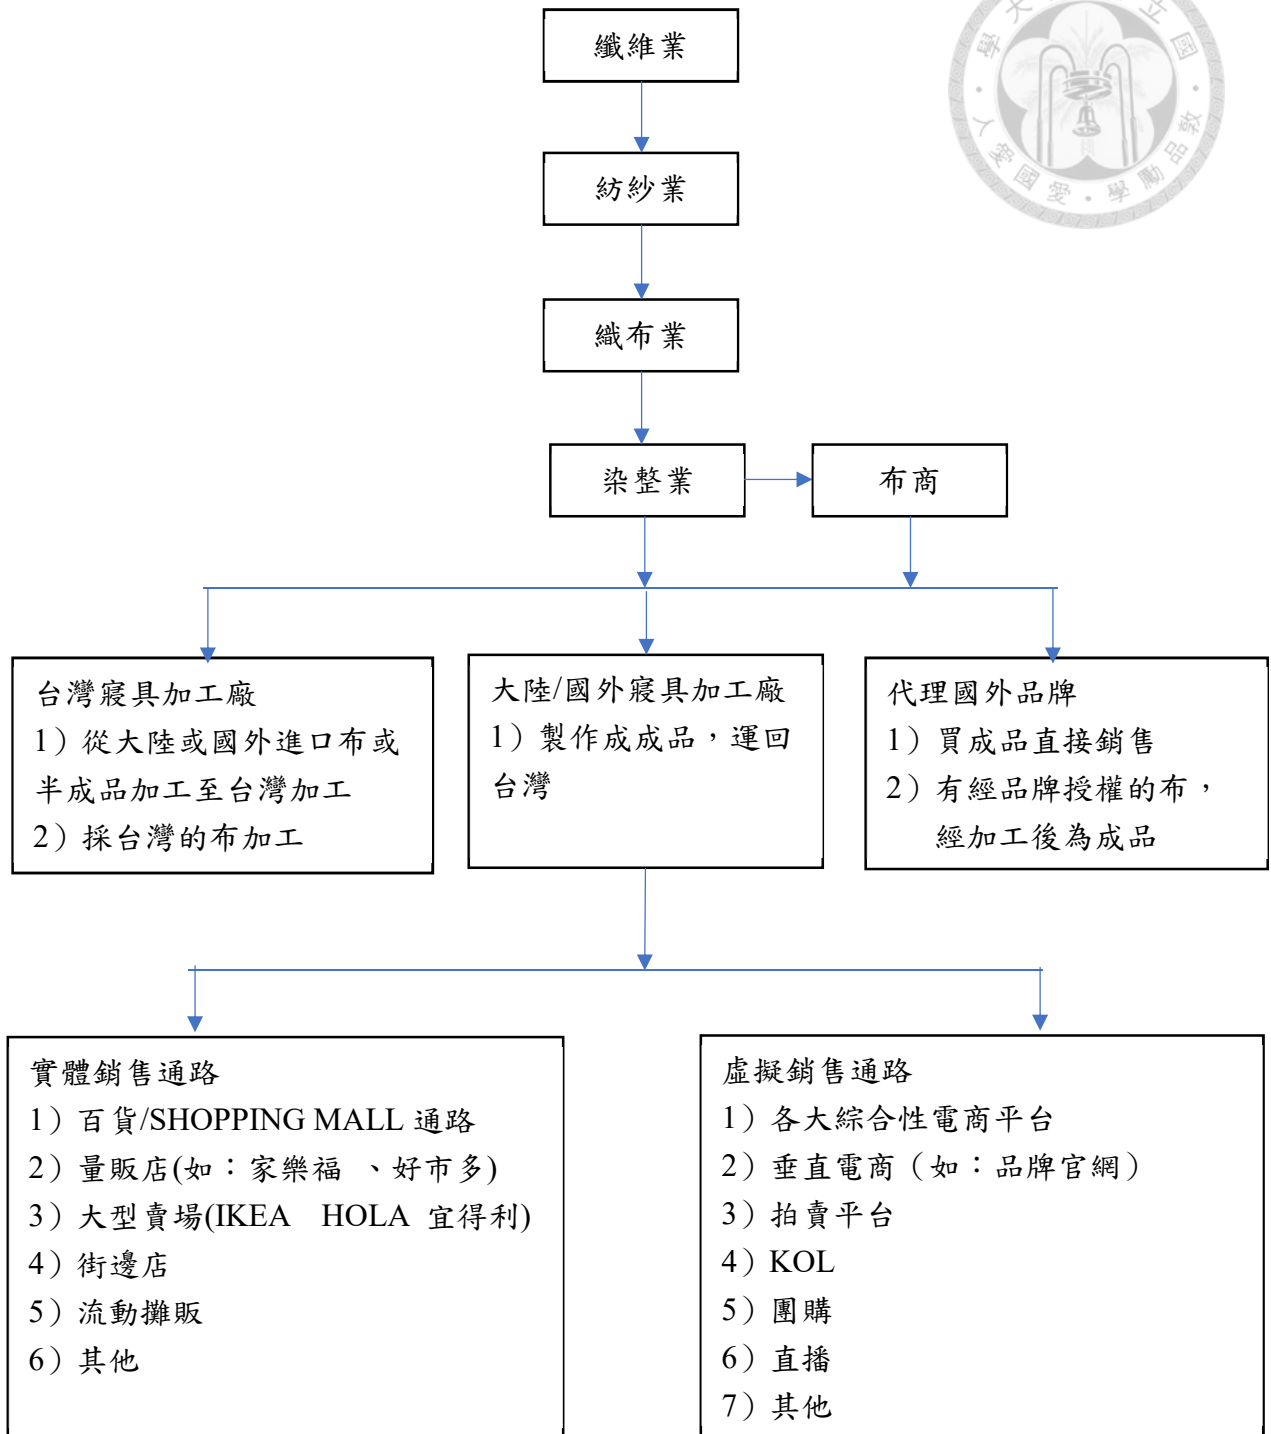 纖維業
紡紗業
織布業
染整業
布商
台灣寢具加工廠
1）從大陸或國外進口布或
半成品加工至台灣加工
2）採台灣的布加工
大陸/國外寢具加工廠
1）製作成成品，運回
台灣
代理國外品牌
1）買成品直接銷售
2）有經品牌授權的布，
經加工後為成品
實體銷售通路
1）百貨/SHOPPING MALL 通路
2）量販店(如：家樂福 、好市多)
3）大型賣場(IKEA　HOLA 宜得利)
4）街邊店
5）流動攤販
6）其他
虛擬銷售通路
1）各大綜合性電商平台
2）垂直電商（如：品牌官網）
3）拍賣平台
4）KOL
5）團購
6）直播
7）其他